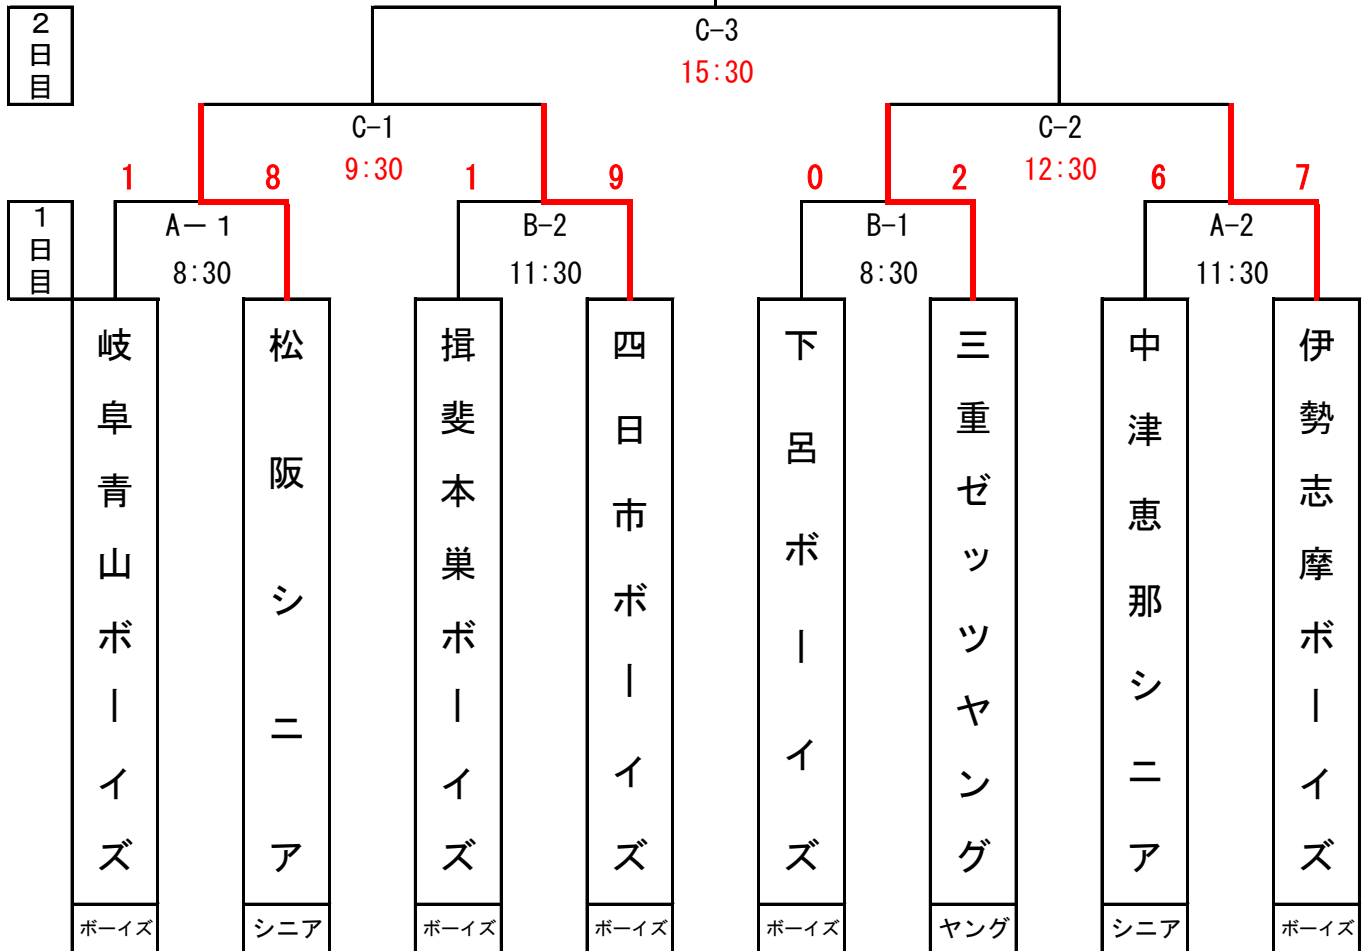 2日目
C-3
15:30
C-1
9:30
C-2
12:30
1 8 1 9 0 2 6 7
1日目
A－１
8:30
B-2
11:30
B-1
8:30
A-2
11:30
岐阜青山ボーイズ
松阪シニア
揖斐本巣ボーイズ
四日市ボーイズ
下呂ボーイズ
三重ゼッツヤング
中津恵那シニア
伊勢志摩ボーイズ
ボーイズ シニア ボーイズ ボーイズ ボーイズ ヤング シニア ボーイズ